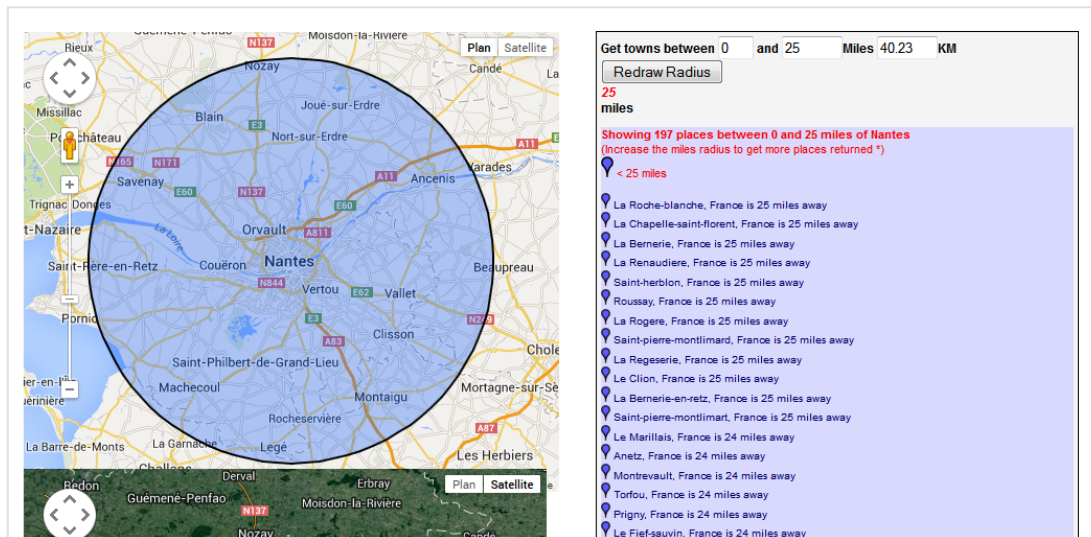 Guémené-Penfao
Moisdon-la-Rivière
Rieux
N137
Plan Satellite
Nozay
Candé
La
Joué-sur-Erdre
Missillac
Blain
E3
Nort-sur-Erdre
A11
E
N165
N171
Varades
Savenay
E60
N137
A11
Ancenis
Trignac
Donges
E60
t-Nazaire
La Loire
Orvault
A811
Nantes
Saint-Père-en-Retz
Couëron
Beaupreau
N844
Vertou
E62
Vallet
E3
N249
Pornic
A83
Clisson
Chole
Saint-Philbert-de-Grand-Lieu
Machecoul
Montaigu
Mortagne-sur-Sè
Rocheservière
A87
La Barre-de-Monts
La Garnache
Legé
Les Herbiers
Challans
Redon
Derval
Erbray
Plan Satellite
Guémené-Penfao
N137
Moisdon-la-Rivière
Nozay
Candé
Get towns between 0 and 25 Miles 40.23 KM
Redraw Radius
25
miles
Showing 197 places between 0 and 25 miles of Nantes
(Increase the miles radius to get more places returned *)
< 25 miles
La Roche-blanche, France is 25 miles away
La Chapelle-saint-florent, France is 25 miles away
La Bernerie, France is 25 miles away
La Renaudiere, France is 25 miles away
Saint-herblon, France is 25 miles away
Roussay, France is 25 miles away
La Rogere, France is 25 miles away
Saint-pierre-montlimard, France is 25 miles away
La Regeserie, France is 25 miles away
Le Clion, France is 25 miles away
La Bernerie-en-retz, France is 25 miles away
Saint-pierre-montlimart, France is 25 miles away
Le Marillais, France is 24 miles away
Anetz, France is 24 miles away
Montrevault, France is 24 miles away
Torfou, France is 24 miles away
Prigny, France is 24 miles away
Le Fief-sauvin, France is 24 miles away